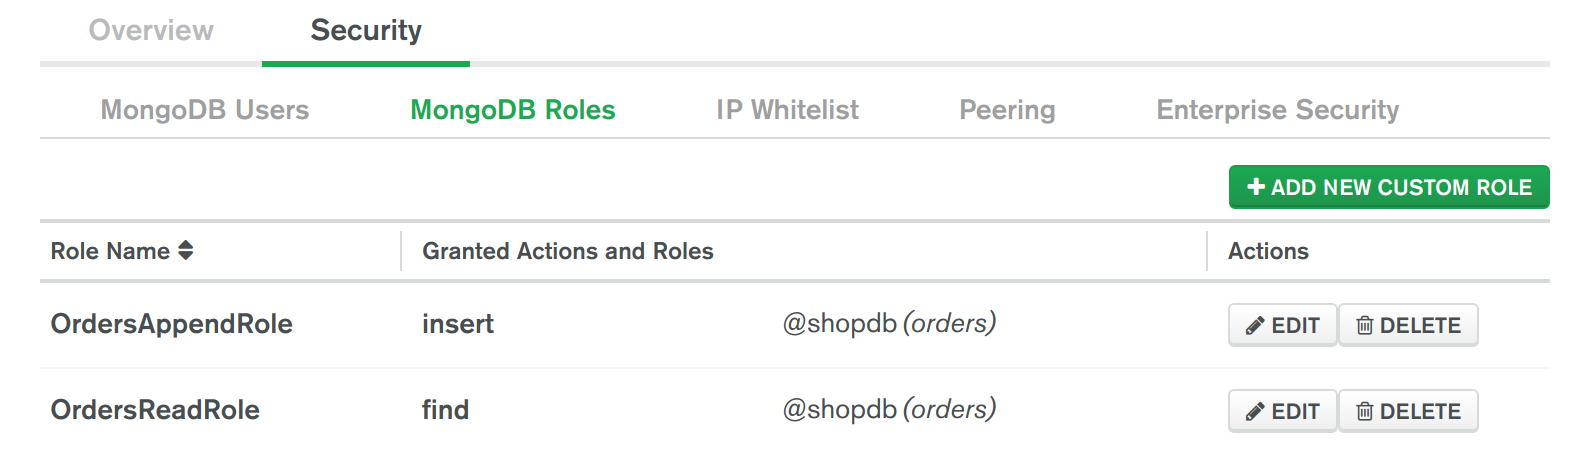 Overview Security
MongoDB Users MongoDB Roles IP Whitelist Peering Enterprise Security
ADD NEW CUSTOM ROLE
Role Name Granted Actions and Roles Actions
OrdersAppendRole insert @shopdb (orders) EDIT DELETE
OrdersReadRole find @shopdb (orders) EDIT DELETE